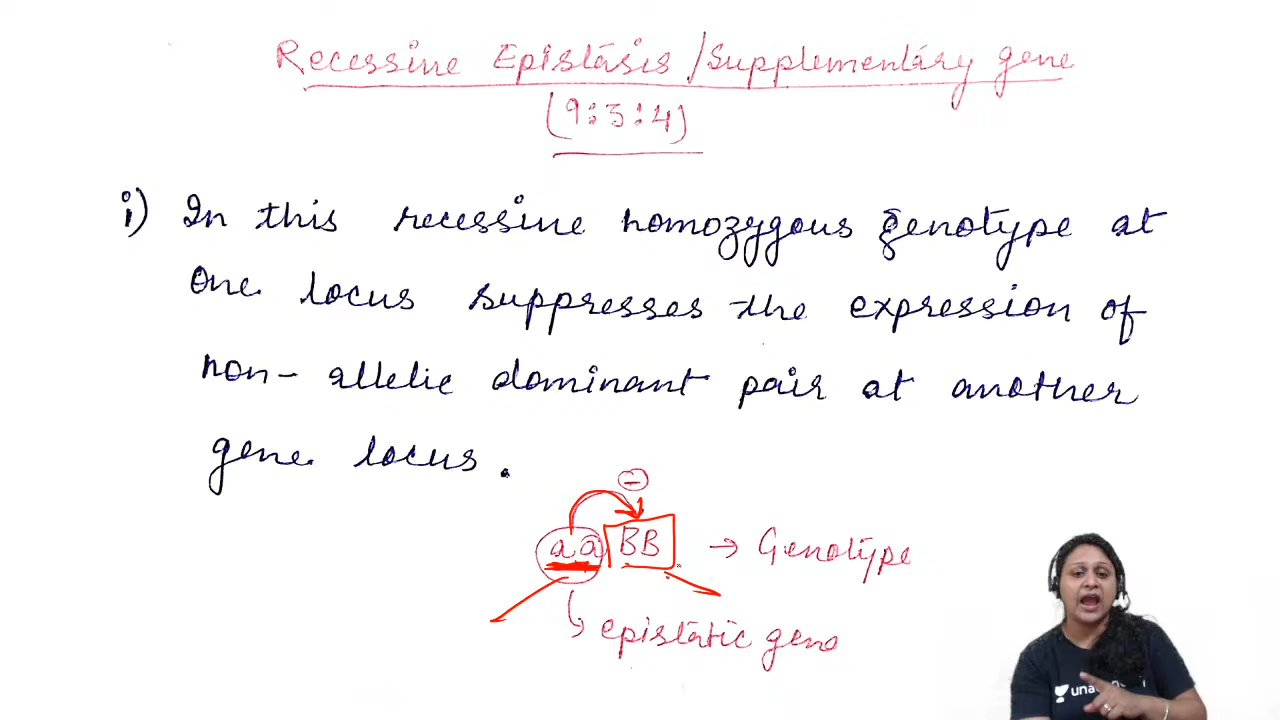 Recessive Epistasis / Supplementary gene
(9:3:4)
i) In this recessive homozygous genotype at
one locus suppresses the expression of
non-allelic dominant pair at another
gene locus.
-
aa BB → Genotype
epistatic gene